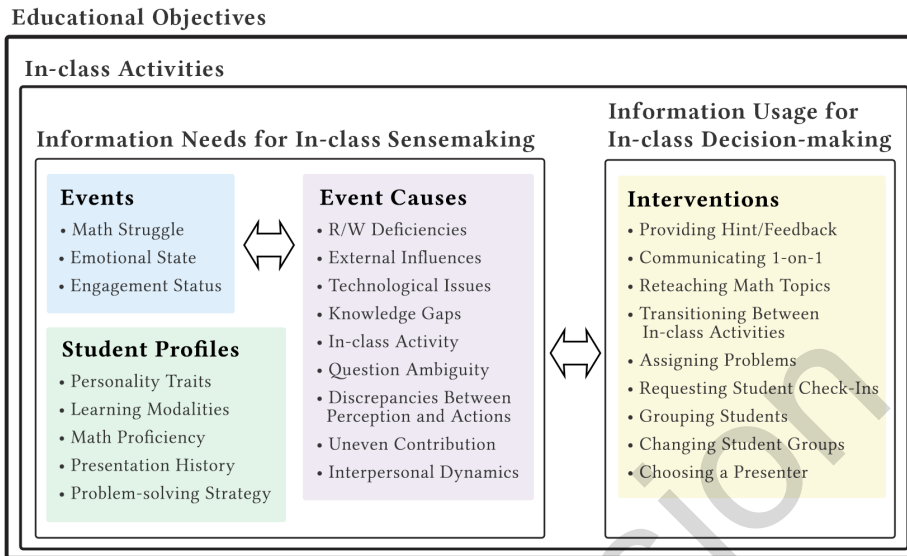 Educational Objectives
In-class Activities
Information Needs for In-class Sensemaking
Events
• Math Struggle
• Emotional State
• Engagement Status
Student Profiles
• Personality Traits
• Learning Modalities
• Math Proficiency
• Presentation History
• Problem-solving Strategy
Event Causes
• R/W Deficiencies
• External Influences
• Technological Issues
• Knowledge Gaps
• In-class Activity
• Question Ambiguity
• Discrepancies Between
Perception and Actions
• Uneven Contribution
• Interpersonal Dynamics
Information Usage for
In-class Decision-making
Interventions
• Providing Hint/Feedback
• Communicating 1-on-1
• Reteaching Math Topics
• Transitioning Between
In-class Activities
• Assigning Problems
• Requesting Student Check-Ins
• Grouping Students
• Changing Student Groups
• Choosing a Presenter